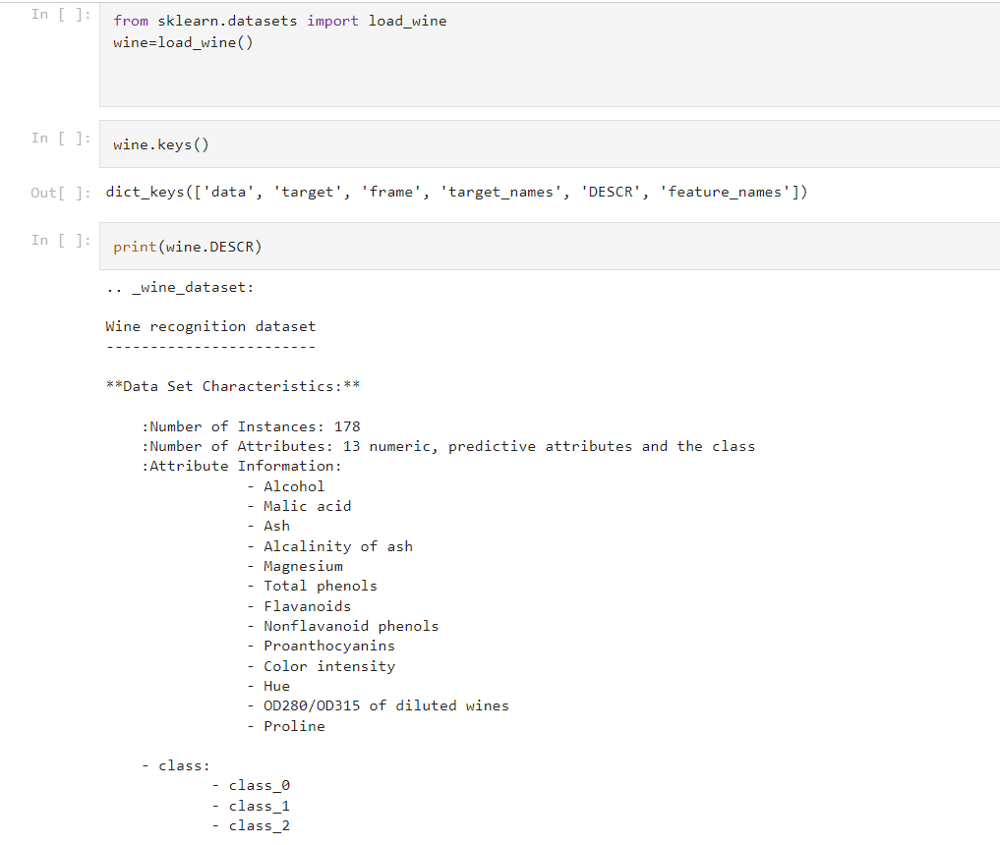 In [ ]:
from sklearn.datasets import load_wine
wine=load_wine()
In [ ]:
wine.keys()
Out[ ]:
dict_keys(['data', 'target', 'frame', 'target_names', 'DESCR', 'feature_names'])
In [ ]:
print(wine.DESCR)
.. _wine_dataset:
Wine recognition dataset
------------------------
**Data Set Characteristics:**
:Number of Instances: 178
:Number of Attributes: 13 numeric, predictive attributes and the class
:Attribute Information:
- Alcohol
- Malic acid
- Ash
- Alcalinity of ash
- Magnesium
- Total phenols
- Flavanoids
- Nonflavanoid phenols
- Proanthocyanins
- Color intensity
- Hue
- OD280/OD315 of diluted wines
- Proline
- class:
- class_0
- class_1
- class_2